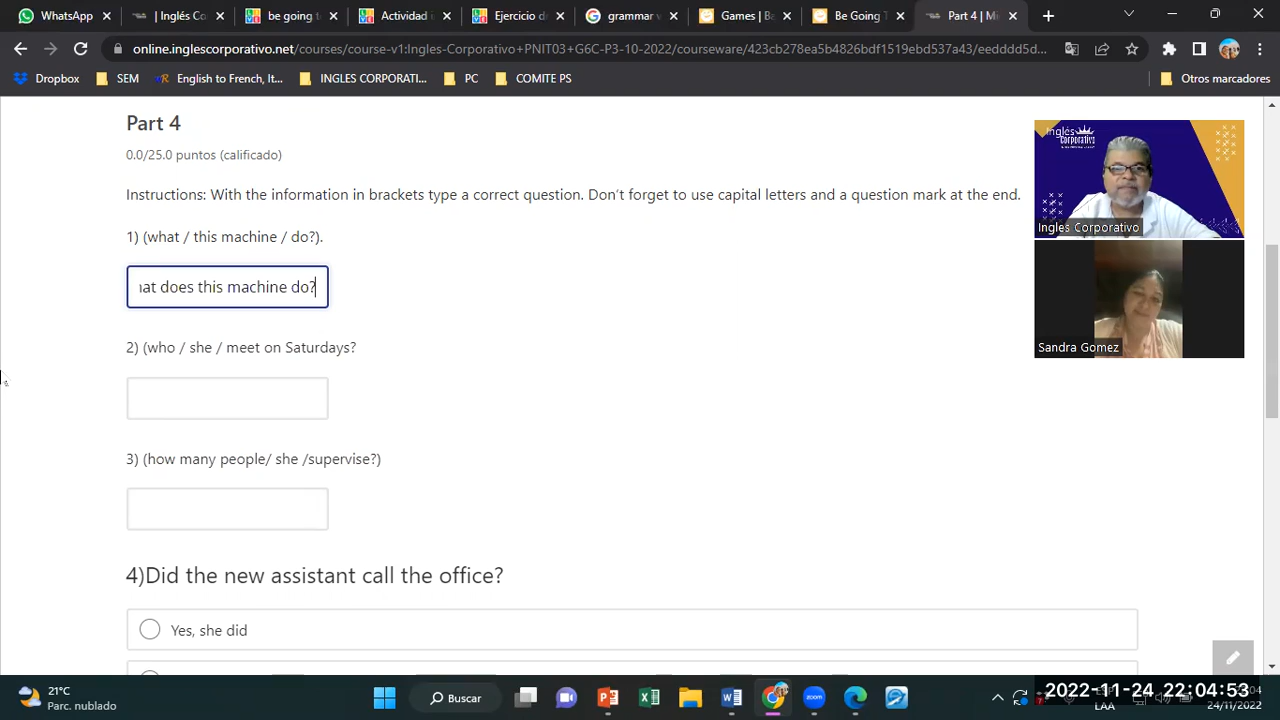 WhatsApp
| Inglés Co
be going to
Actividad
Ejercicio d
grammar v
Games | Ba
Be Going T
Part 4 | Mi
online.inglescorporativo.net/courses/course-v1:Ingles-Corporativo+PNIT03+G6C-P3-10-2022/courseware/423cb278ea5b4826bdf1519ebd537a43/eedddd5d...
Dropbox
SEM
English to French, It...
INGLES CORPORATI...
PC
COMITE PS
Otros marcadores
Part 4
0.0/25.0 puntos (calificado)
Instructions: With the information in brackets type a correct question. Don't forget to use capital letters and a question mark at the end.
1) (what / this machine / do?).
at does this machine do?
2) (who / she / meet on Saturdays?
3) (how many people/ she /supervise?)
4)Did the new assistant call the office?
Yes, she did
Inglés
Corporativo
Ingles Corporativo
Sandra Gomez
21°C
Parc. nublado
Buscar
LAA
2022-11-24 22:04:53
24/11/2022